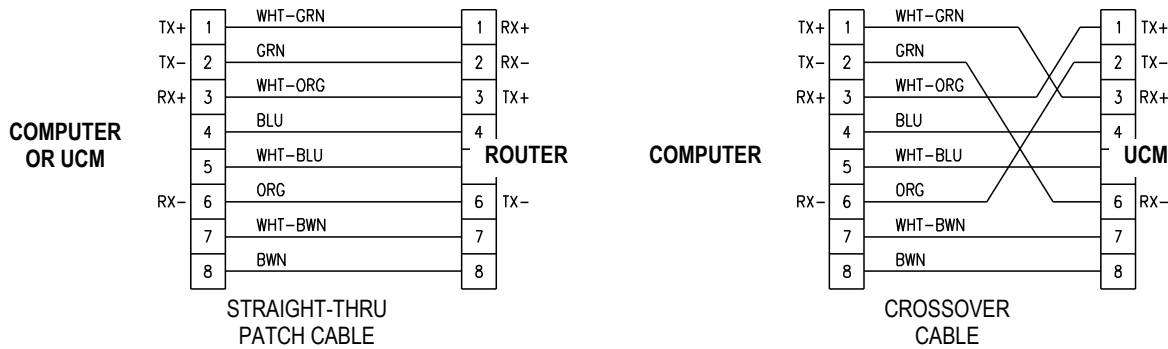 TX+ 1 WHT-GRN 1 RX+
TX- 2 GRN 2 RX-
RX+ 3 WHT-ORG 3 TX+
4 BLU 4
5 WHT-BLU
RX- 6 ORG 6 TX-
7 WHT-BWN 7
8 BWN 8
COMPUTER
OR UCM
ROUTER
STRAIGHT-THRU
PATCH CABLE
TX+ 1 WHT-GRN 1 TX+
TX- 2 GRN 2 TX-
RX+ 3 WHT-ORG 3 RX+
4 BLU 4
5 WHT-BLU
RX- 6 ORG 6 RX-
7 WHT-BWN 7
8 BWN 8
COMPUTER
UCM
CROSSOVER
CABLE